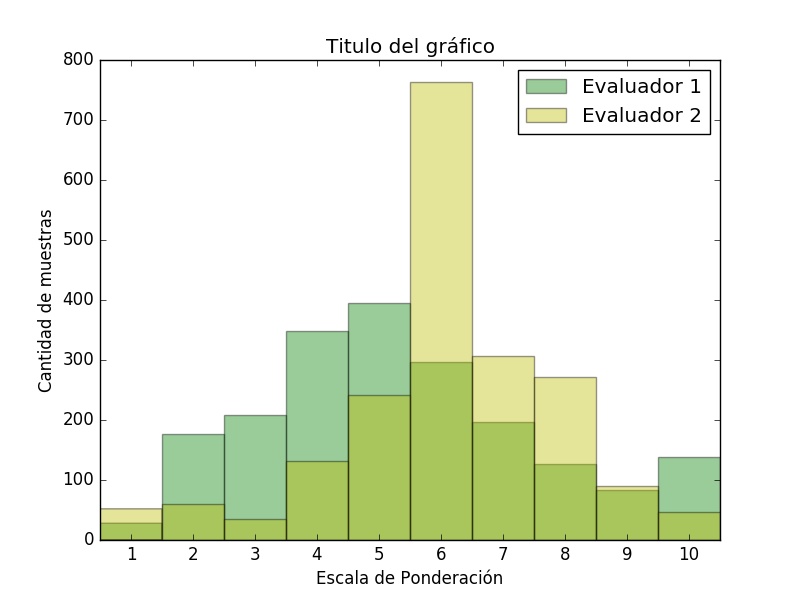 Titulo del gráfico
Evaluador 1
Evaluador 2
Cantidad de muestras
800
700
600
500
400
300
200
100
0
1 2 3 4 5 6 7 8 9 10
Escala de Ponderación